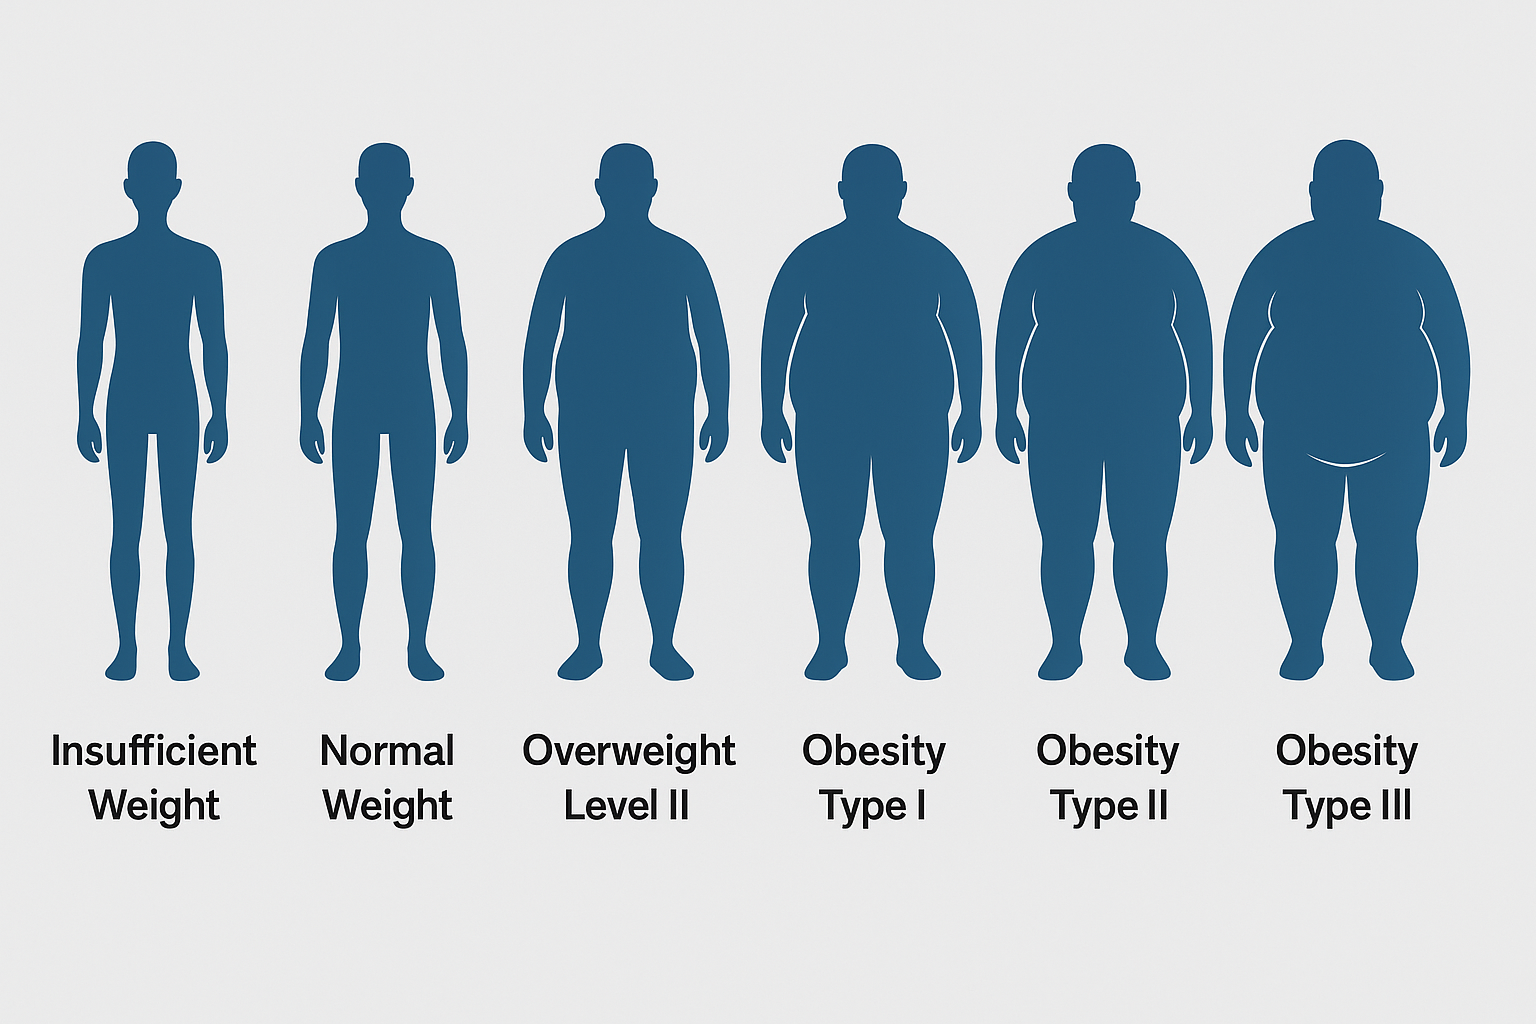 Insufficient
Weight
Normal
Weight
Overweight
Level II
Obesity
Type I
Obesity
Type II
Obesity
Type III